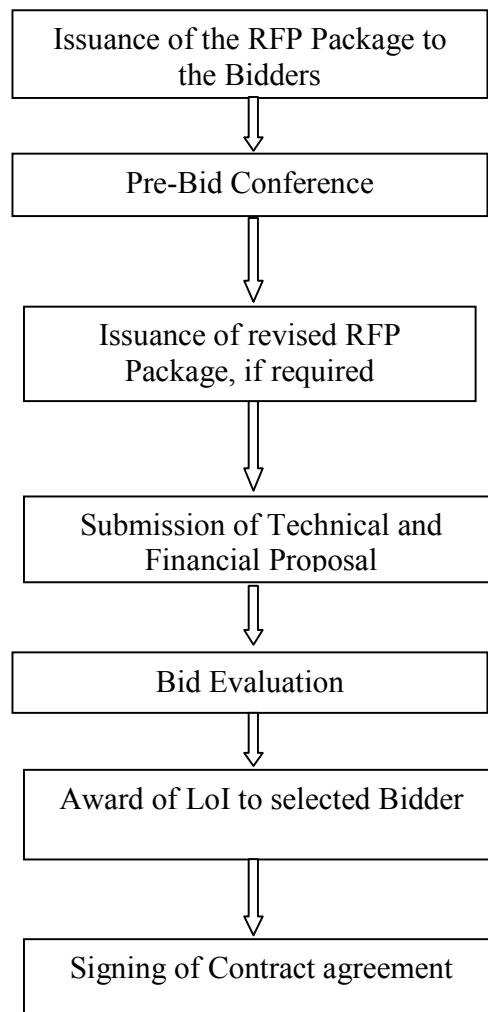 Issuance of the RFP Package to
the Bidders
Pre-Bid Conference
Issuance of revised RFP
Package, if required
Submission of Technical and
Financial Proposal
Bid Evaluation
Award of LoI to selected Bidder
Signing of Contract agreement